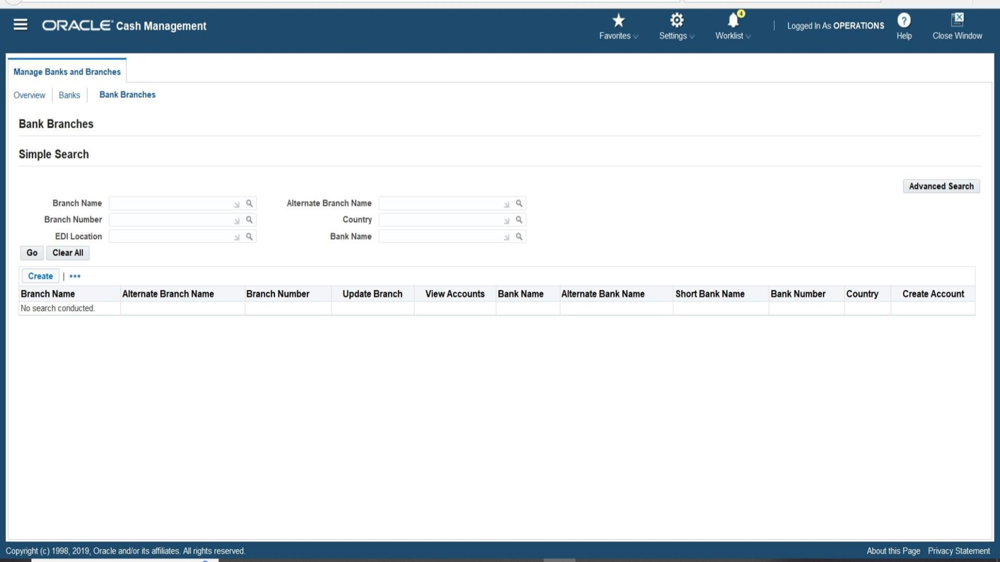 ORACLE Cash Management
4
Favorites Settings Worklist Logged In As OPERATIONS Help Close Window
Manage Banks and Branches
Overview Banks Bank Branches
Bank Branches
Simple Search
Advanced Search
Branch Name Alternate Branch Name
Branch Number Country
EDI Location Bank Name
Go Clear All
Create | •••
Branch Name Alternate Branch Name Branch Number Update Branch View Accounts Bank Name Alternate Bank Name Short Bank Name Bank Number Country Create Account
No search conducted.
Copyright (c) 1998, 2019, Oracle and/or its affiliates. All rights reserved. About this Page Privacy Statement